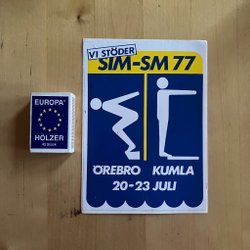 VI STÖDER
SIM-SM 77
ÖREBRO KUMLA
20-23 JULI
EUROPA
HÖLZER